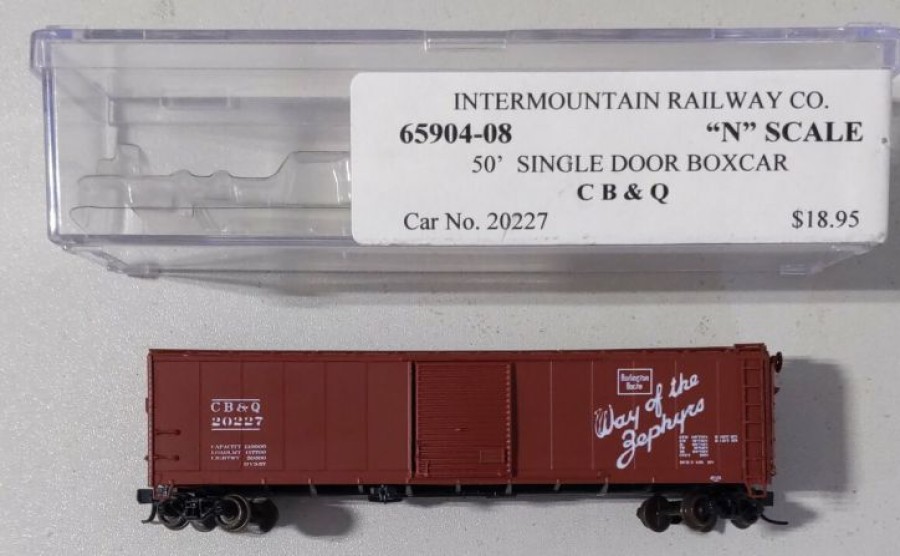 INTERMOUNTAIN RAILWAY CO.
65904-08 "N" SCALE
50' SINGLE DOOR BOXCAR
C B & Q
Car No. 20227 $18.95
C B & Q
20227
CAPACITY
Burlington
Route
Way of the
Zephyrs